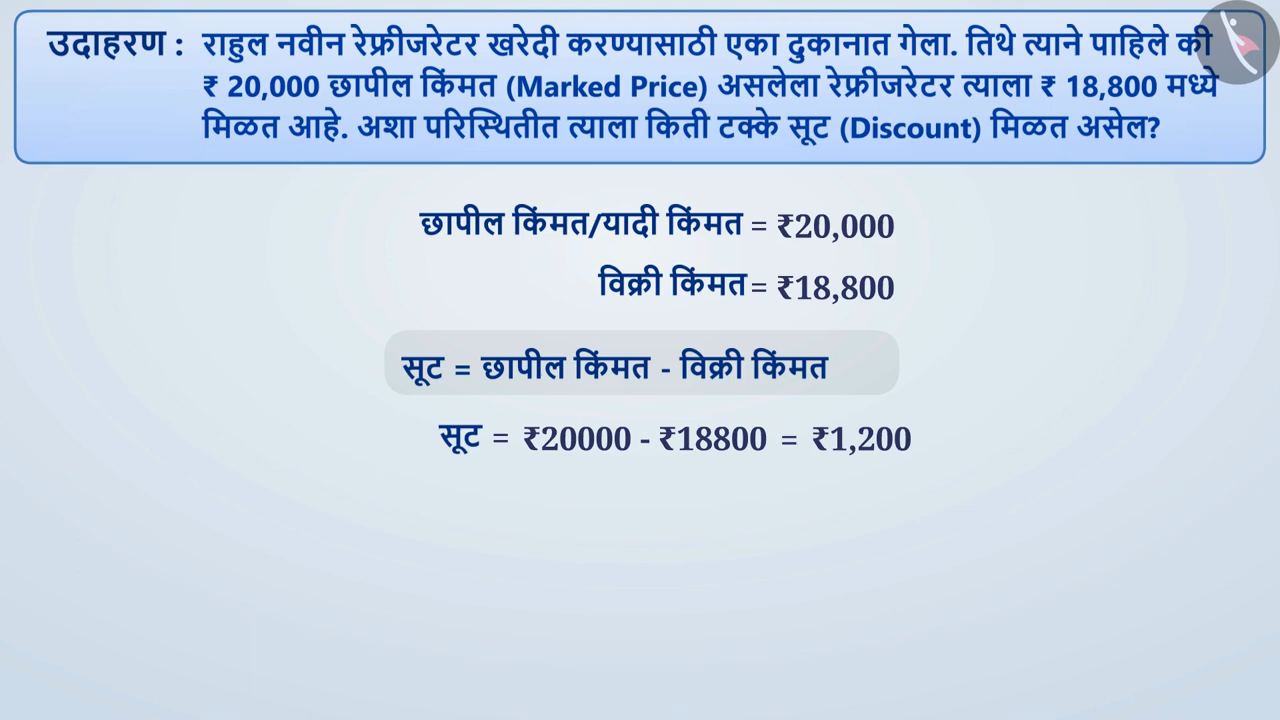 उदाहरण : राहुल नवीन रेफ्रीजरेटर खरेदी करण्यासाठी एका दुकानात गेला. तिथे त्याने पाहिले की
₹ 20,000 छापील किंमत (Marked Price) असलेला रेफ्रीजरेटर त्याला ₹ 18,800 मध्ये
मिळत आहे. अशा परिस्थितीत त्याला किती टक्के सूट (Discount) मिळत असेल?
छापील किंमत/यादी किंमत = ₹20,000
विक्री किंमत = ₹18,800
सूट = छापील किंमत - विक्री किंमत
सूट = ₹20000 - ₹18800 = ₹1,200